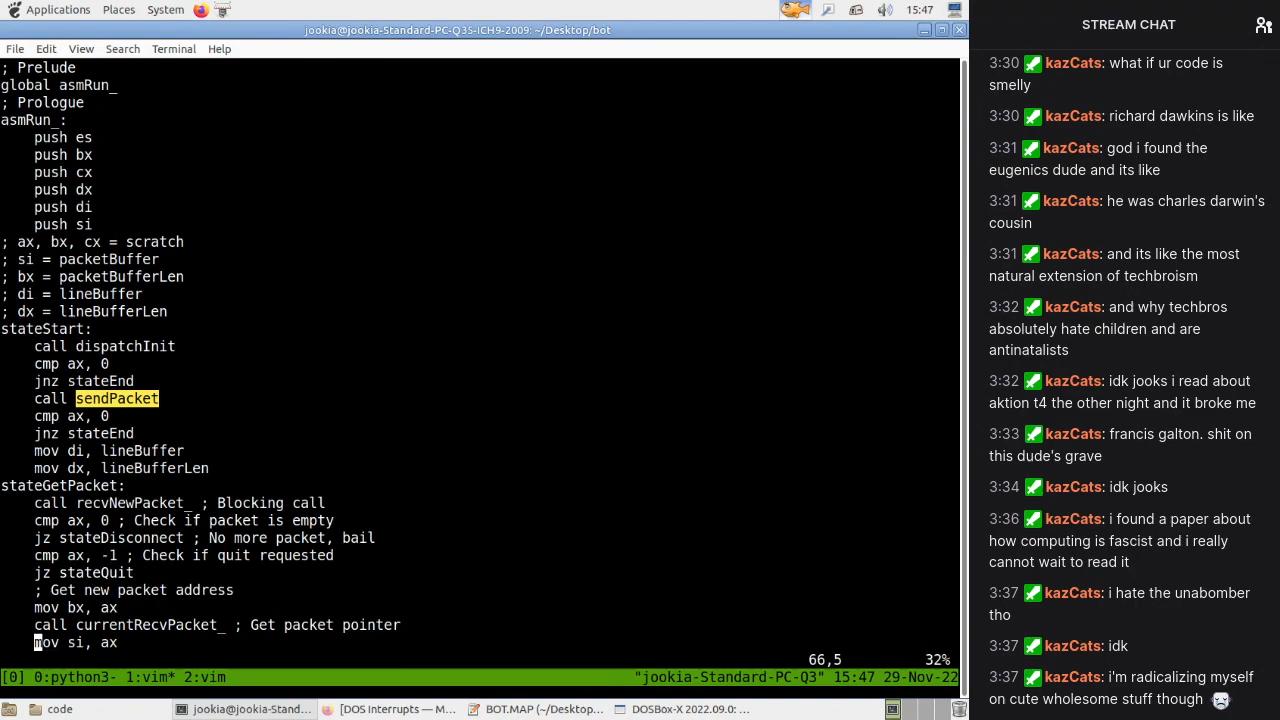 Applications Places System 15:47
jookia@jookia-Standard-PC-Q35-ICH9-2009: ~/Desktop/bot
File Edit View Search Terminal Help
; Prelude
global asmRun_
; Prologue
asmRun_:
    push es
    push bx
    push cx
    push dx
    push di
    push si
; ax, bx, cx = scratch
; si = packetBuffer
; bx = packetBufferLen
; di = lineBuffer
; dx = lineBufferLen
stateStart:
    call dispatchInit
    cmp ax, 0
    jnz stateEnd
    call sendPacket
    cmp ax, 0
    jnz stateEnd
    mov di, lineBuffer
    mov dx, lineBufferLen
stateGetPacket:
    call recvNewPacket_ ; Blocking call
    cmp ax, 0 ; Check if packet is empty
    jz stateDisconnect ; No more packet, bail
    cmp ax, -1 ; Check if quit requested
    jz stateQuit
    ; Get new packet address
    mov bx, ax
    call currentRecvPacket_ ; Get packet pointer
    mov si, ax
66,5 32%
[0] 0:python3- 1:vim* 2:vim "jookia-Standard-PC-Q3" 15:47 29-Nov-22
code jookia@jookia-Stand... [DOS Interrupts — M... BOT.MAP (~/Desktop... DOSBox-X 2022.09.0: ...
STREAM CHAT
3:30 kazCats: what if ur code is
smelly
3:30 kazCats: richard dawkins is like
3:31 kazCats: god i found the
eugenics dude and its like
3:31 kazCats: he was charles darwin's
cousin
3:31 kazCats: and its like the most
natural extension of techbroism
3:32 kazCats: and why techbros
absolutely hate children and are
antinatalists
3:32 kazCats: idk jooks i read about
aktion t4 the other night and it broke me
3:33 kazCats: francis galton. shit on
this dude's grave
3:34 kazCats: idk jooks
3:36 kazCats: i found a paper about
how computing is fascist and i really
cannot wait to read it
3:37 kazCats: i hate the unabomber
tho
3:37 kazCats: idk
3:37 kazCats: i'm radicalizing myself
on cute wholesome stuff though